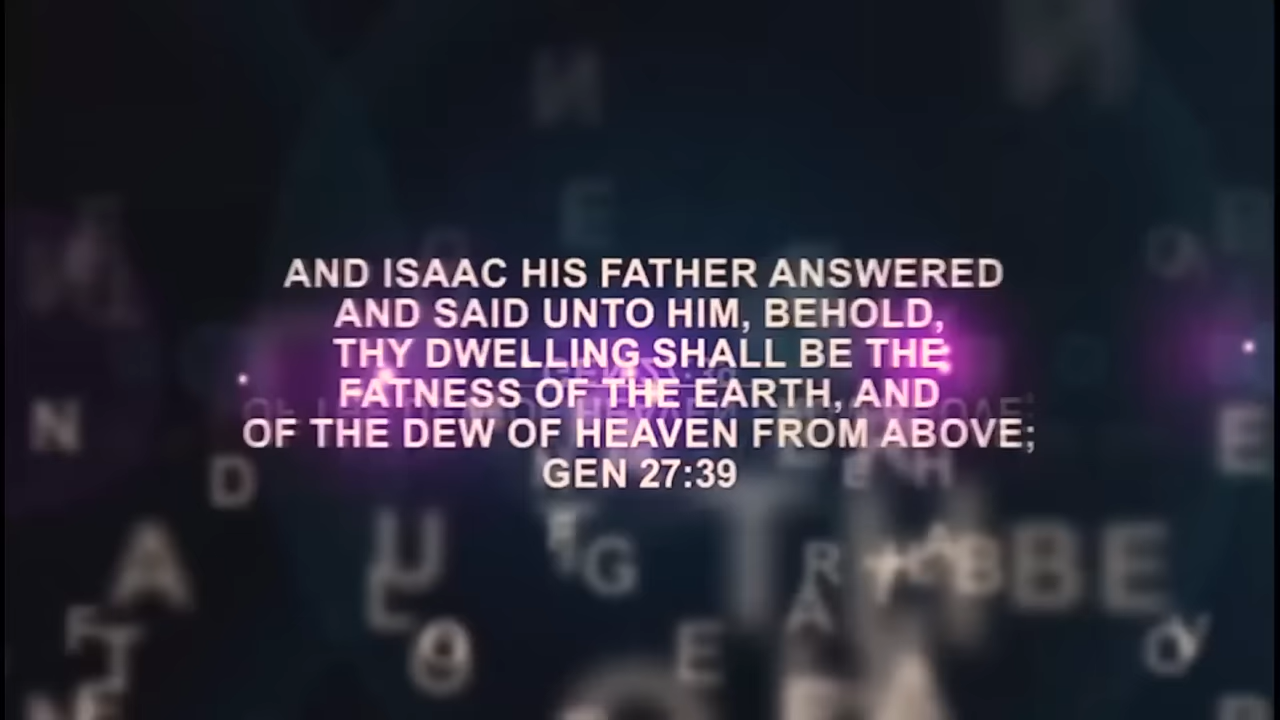 AND ISAAC HIS FATHER ANSWERED
AND SAID UNTO HIM, BEHOLD,
THY DWELLING SHALL BE THE
FATNESS OF THE EARTH, AND
OF THE DEW OF HEAVEN FROM ABOVE;
GEN 27:39